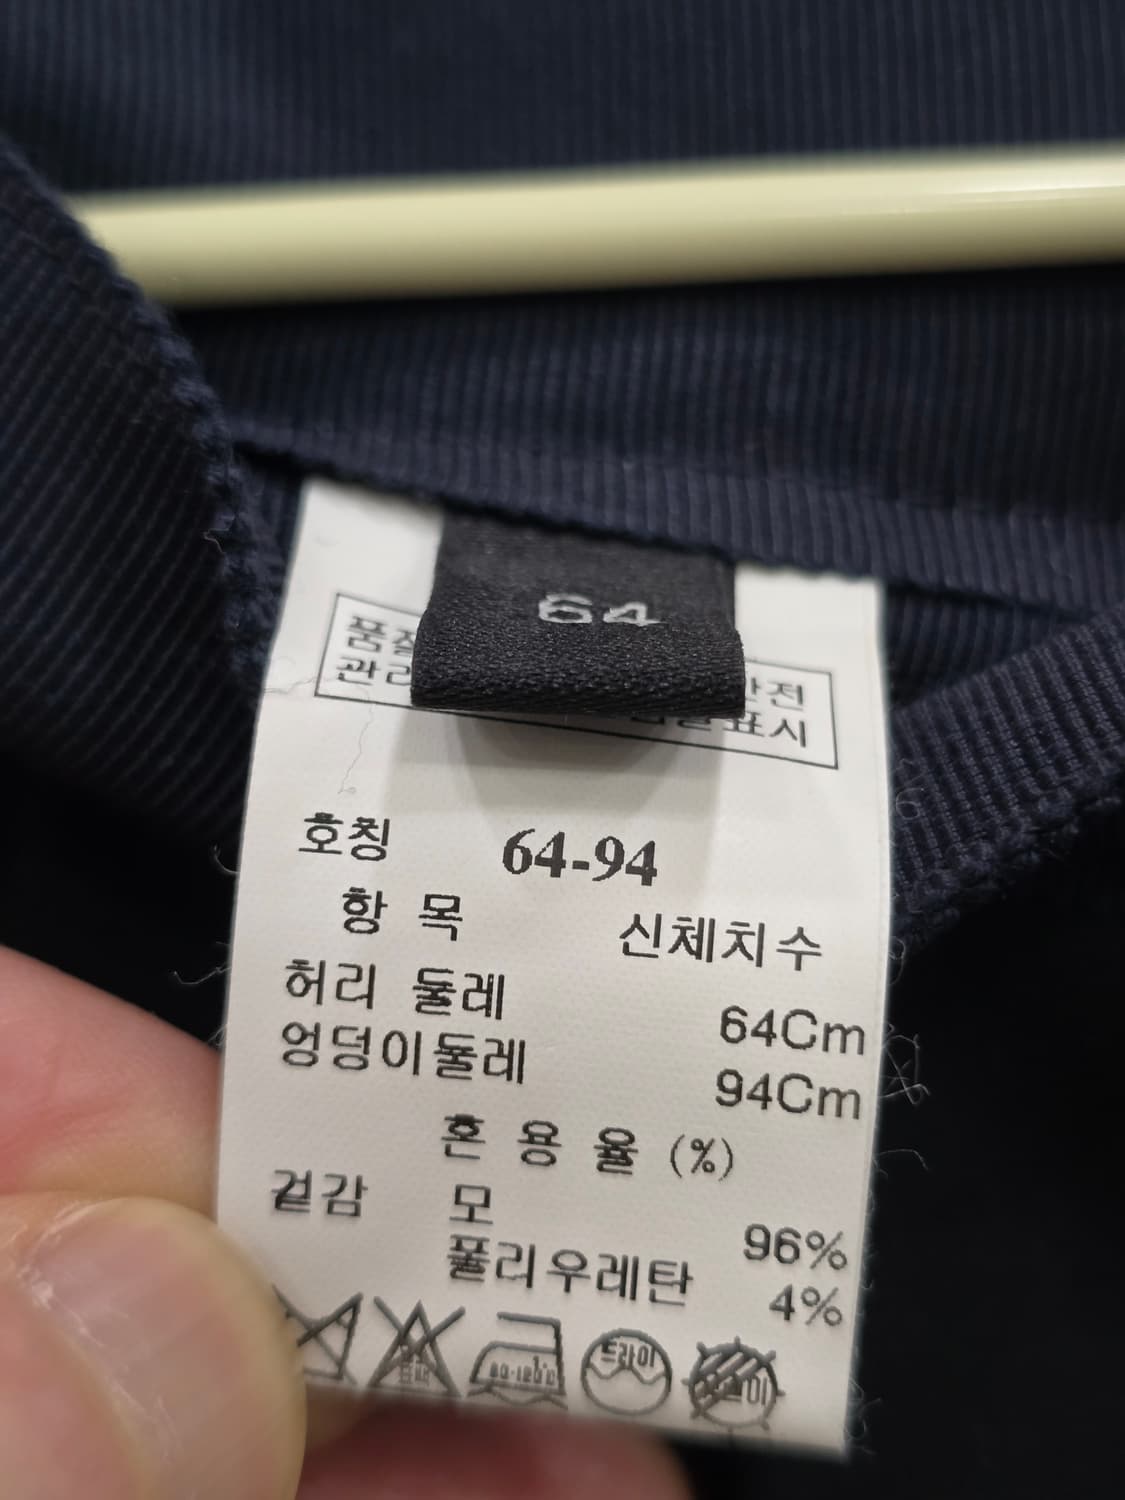 64
관리
안전
표시
호칭 64-94
항 목 신체치수
허리 둘레 64Cm
엉덩이둘레 94Cm
혼 용 율 (%)
겉감 모 96%
폴리우레탄 4%
80-120℃
드라이